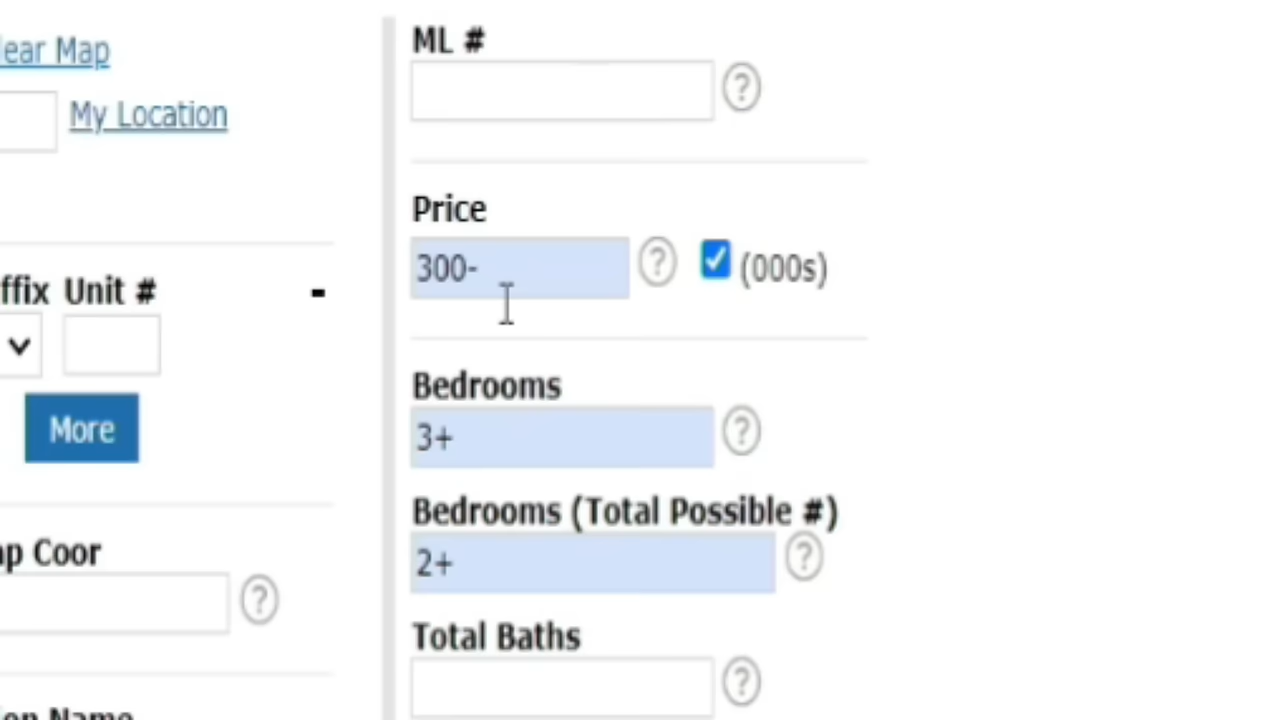 lear Map
My Location
ffix Unit #
-
More
ap Coor
ML #
?
Price
300-
? (000s)
Bedrooms
3+
?
Bedrooms (Total Possible #)
2+
?
Total Baths
?
?